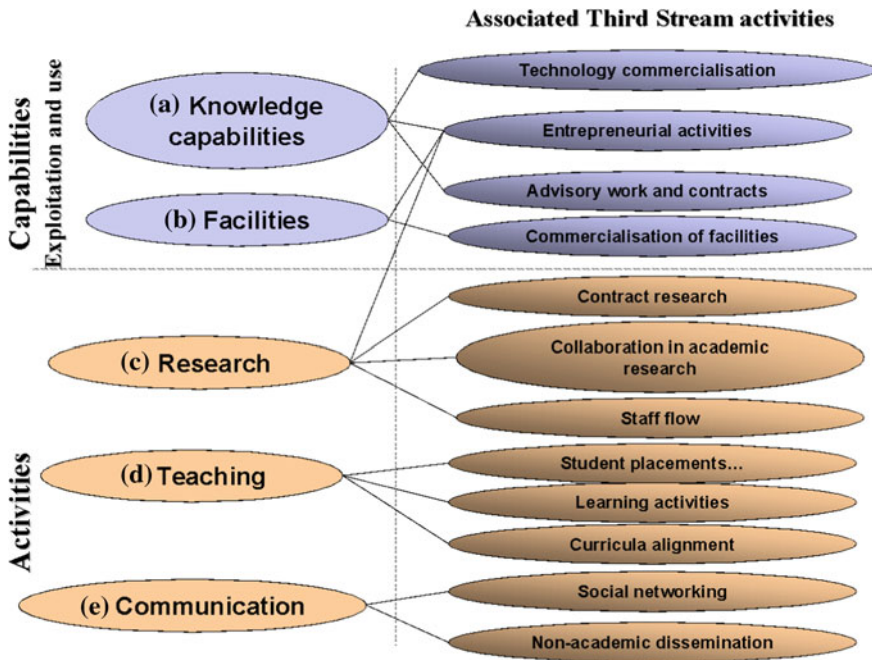 Associated Third Stream activities
Capabilities
Exploitation and use
(a) Knowledge
capabilities
(b) Facilities
Technology commercialisation
Entrepreneurial activities
Advisory work and contracts
Commercialisation of facilities
Activities
(c) Research
(d) Teaching
(e) Communication
Contract research
Collaboration in academic
research
Staff flow
Student placements...
Learning activities
Curricula alignment
Social networking
Non-academic dissemination